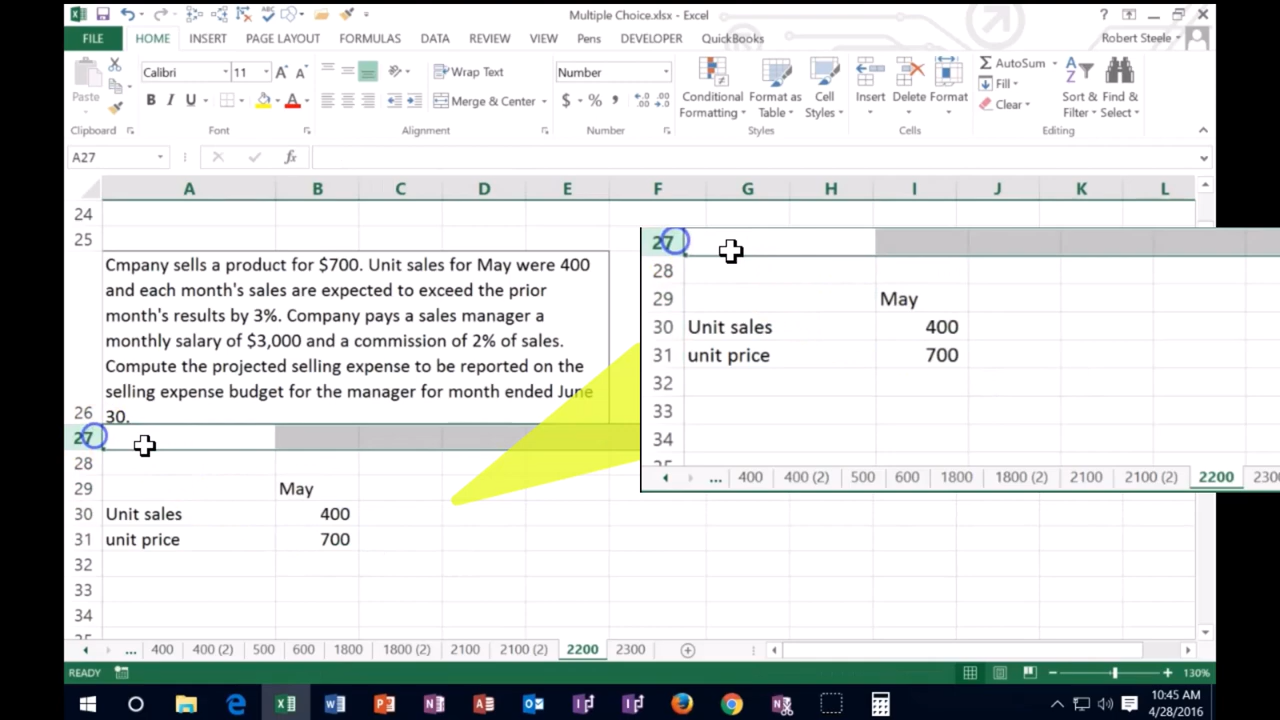 Multiple Choice.xlsx - Excel
FILE HOME INSERT PAGE LAYOUT FORMULAS DATA REVIEW VIEW Pens DEVELOPER QuickBooks Robert Steele
Calibri 11 Wrap Text Number AutoSum
Paste Conditional Format as Cell Insert Delete Format Fill Sort & Find &
B I U Merge & Center $ % Formatting Table Styles Clear Filter Select
Clipboard Font Alignment Number Styles Cells Editing
A27 fx
A B C D E F G H I J K L
24
25
Cmpany sells a product for $700. Unit sales for May were 400
and each month's sales are expected to exceed the prior
month's results by 3%. Company pays a sales manager a
monthly salary of $3,000 and a commission of 2% of sales.
Compute the projected selling expense to be reported on the
selling expense budget for the manager for month ended June
26 30.
27
28
29 May
30 Unit sales 400
31 unit price 700
32
33
34
27
28
29 May
30 Unit sales 400
31 unit price 700
32
33
34
... 400 400 (2) 500 600 1800 1800 (2) 2100 2100 (2) 2200 2300
... 400 400 (2) 500 600 1800 1800 (2) 2100 2100 (2) 2200 2300
READY 130%
10:45 AM
4/28/2016